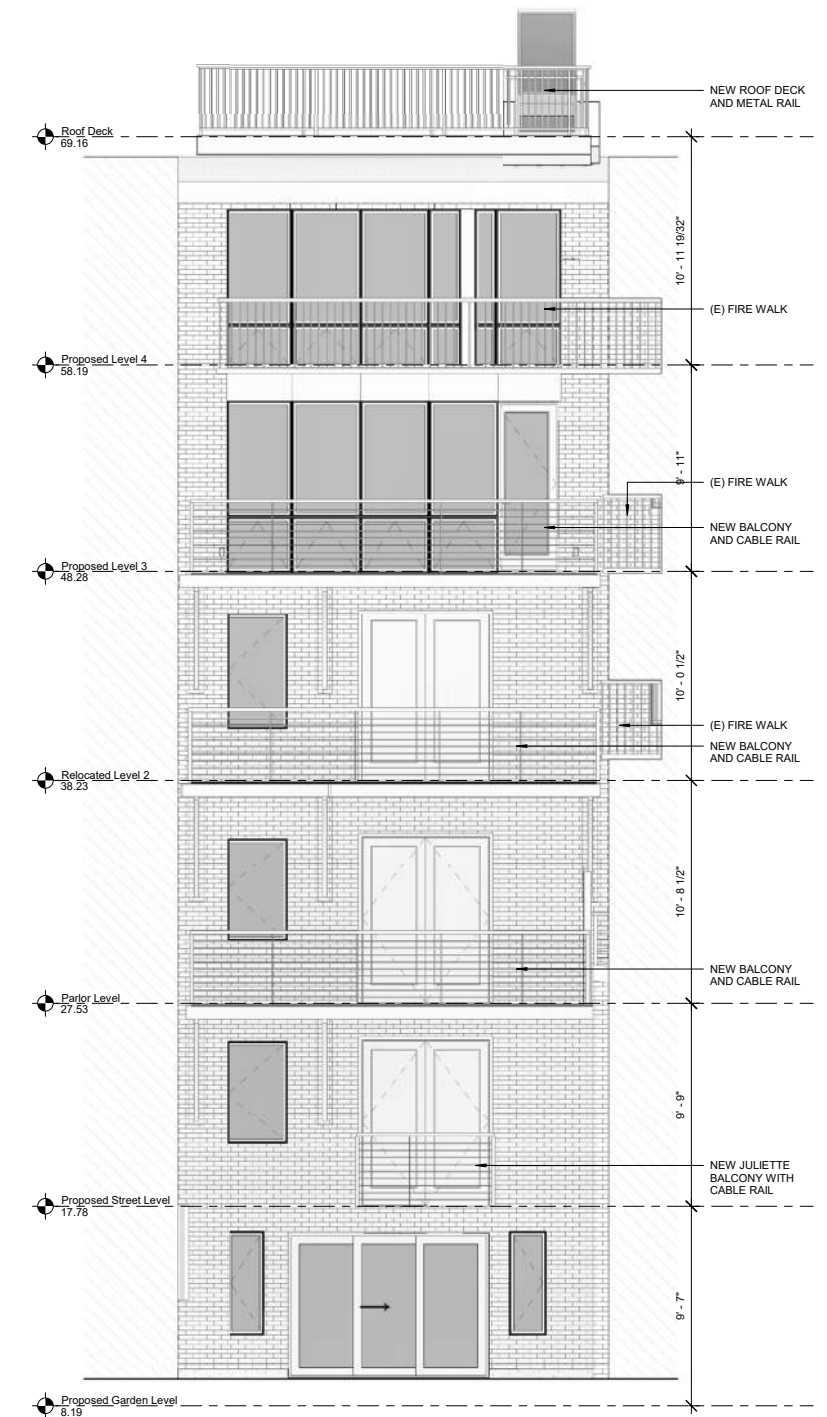 NEW ROOF DECK
AND METAL RAIL
Roof Deck
69.16
10' - 11 19/32"
(E) FIRE WALK
Proposed Level 4
58.19
9' - 11"
(E) FIRE WALK
NEW BALCONY
AND CABLE RAIL
Proposed Level 3
48.28
10' - 0 1/2"
(E) FIRE WALK
NEW BALCONY
AND CABLE RAIL
Relocated Level 2
38.23
10' - 8 1/2"
NEW BALCONY
AND CABLE RAIL
Parlor Level
27.53
9' - 9"
NEW JULIETTE
BALCONY WITH
CABLE RAIL
Proposed Street Level
17.78
9' - 7"
Proposed Garden Level
8.19